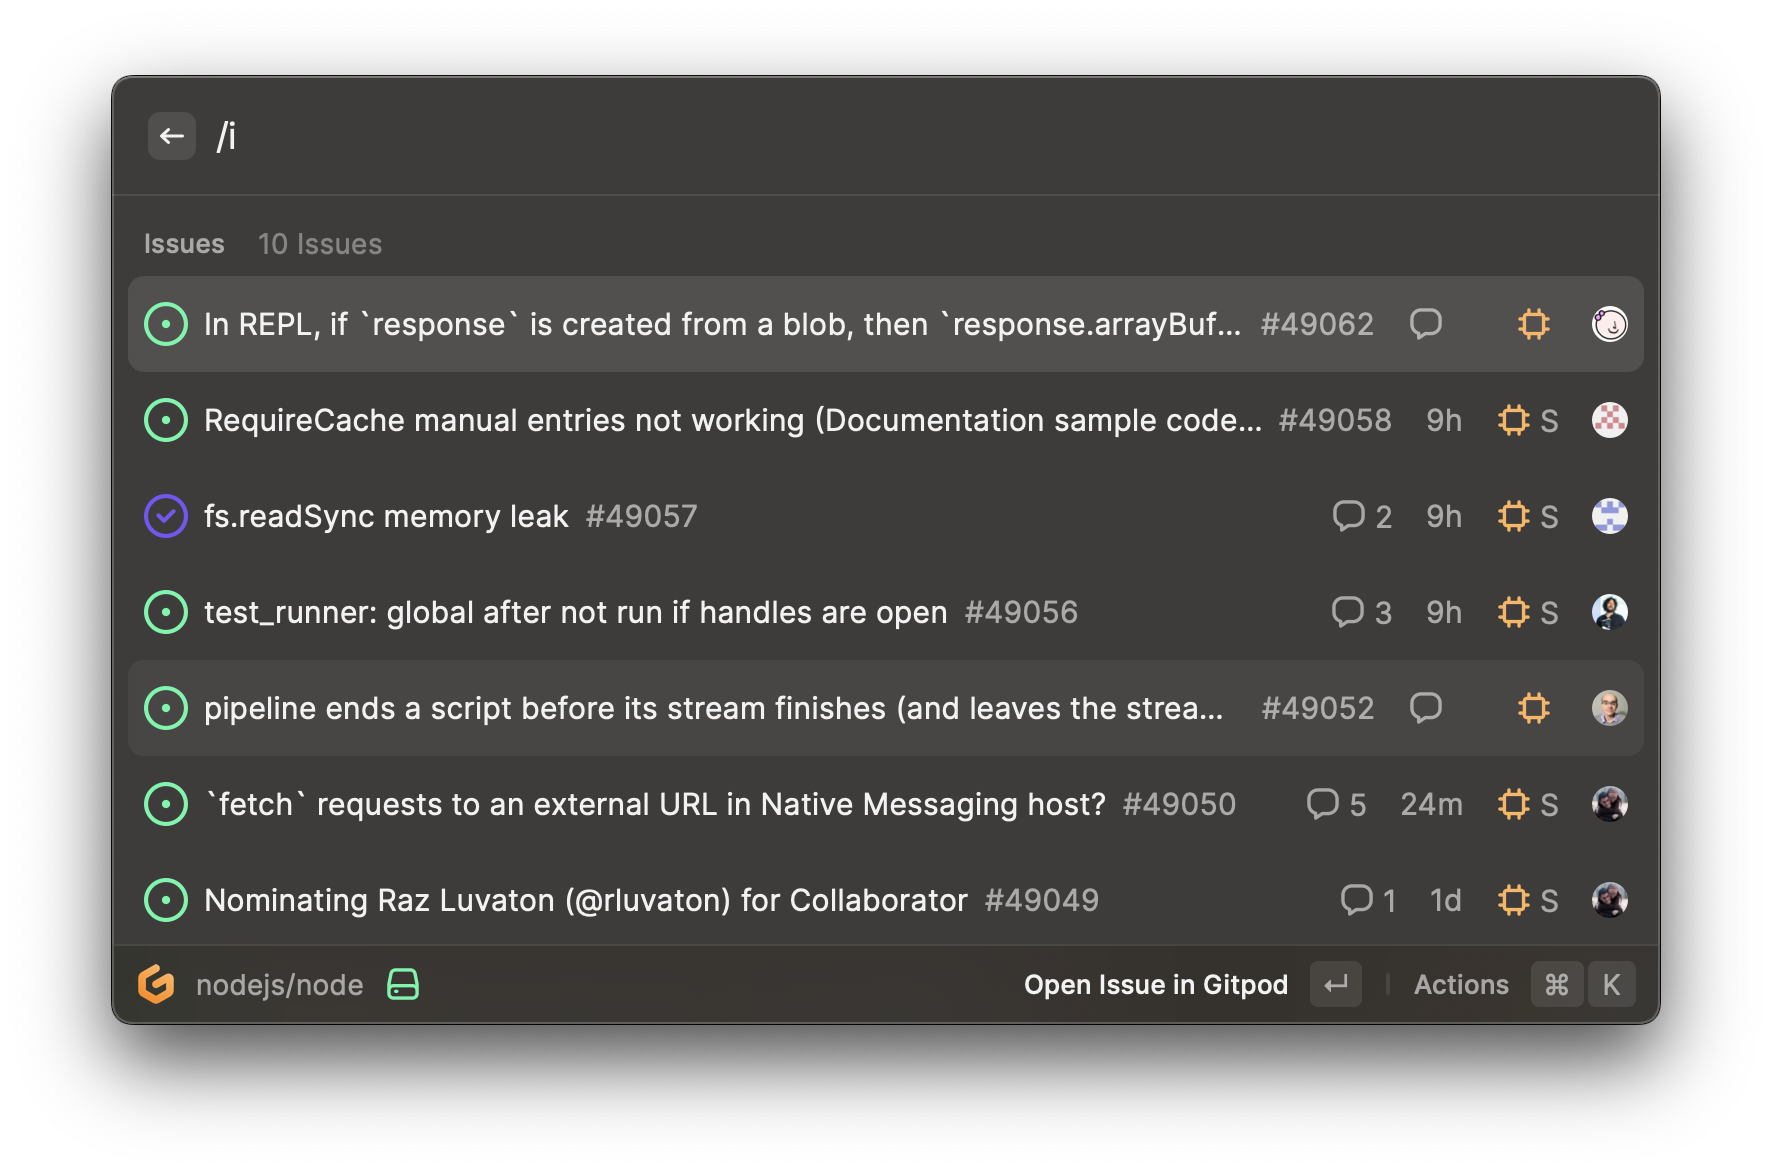 /i
Issues 10 Issues
In REPL, if `response` is created from a blob, then `response.arrayBuf... #49062
RequireCache manual entries not working (Documentation sample code... #49058 9h S
fs.readSync memory leak #49057 2 9h S
test_runner: global after not run if handles are open #49056 3 9h S
pipeline ends a script before its stream finishes (and leaves the strea... #49052
`fetch` requests to an external URL in Native Messaging host? #49050 5 24m S
Nominating Raz Luvaton (@rluvaton) for Collaborator #49049 1 1d S
nodejs/node Open Issue in Gitpod ↵ Actions ⌘ K